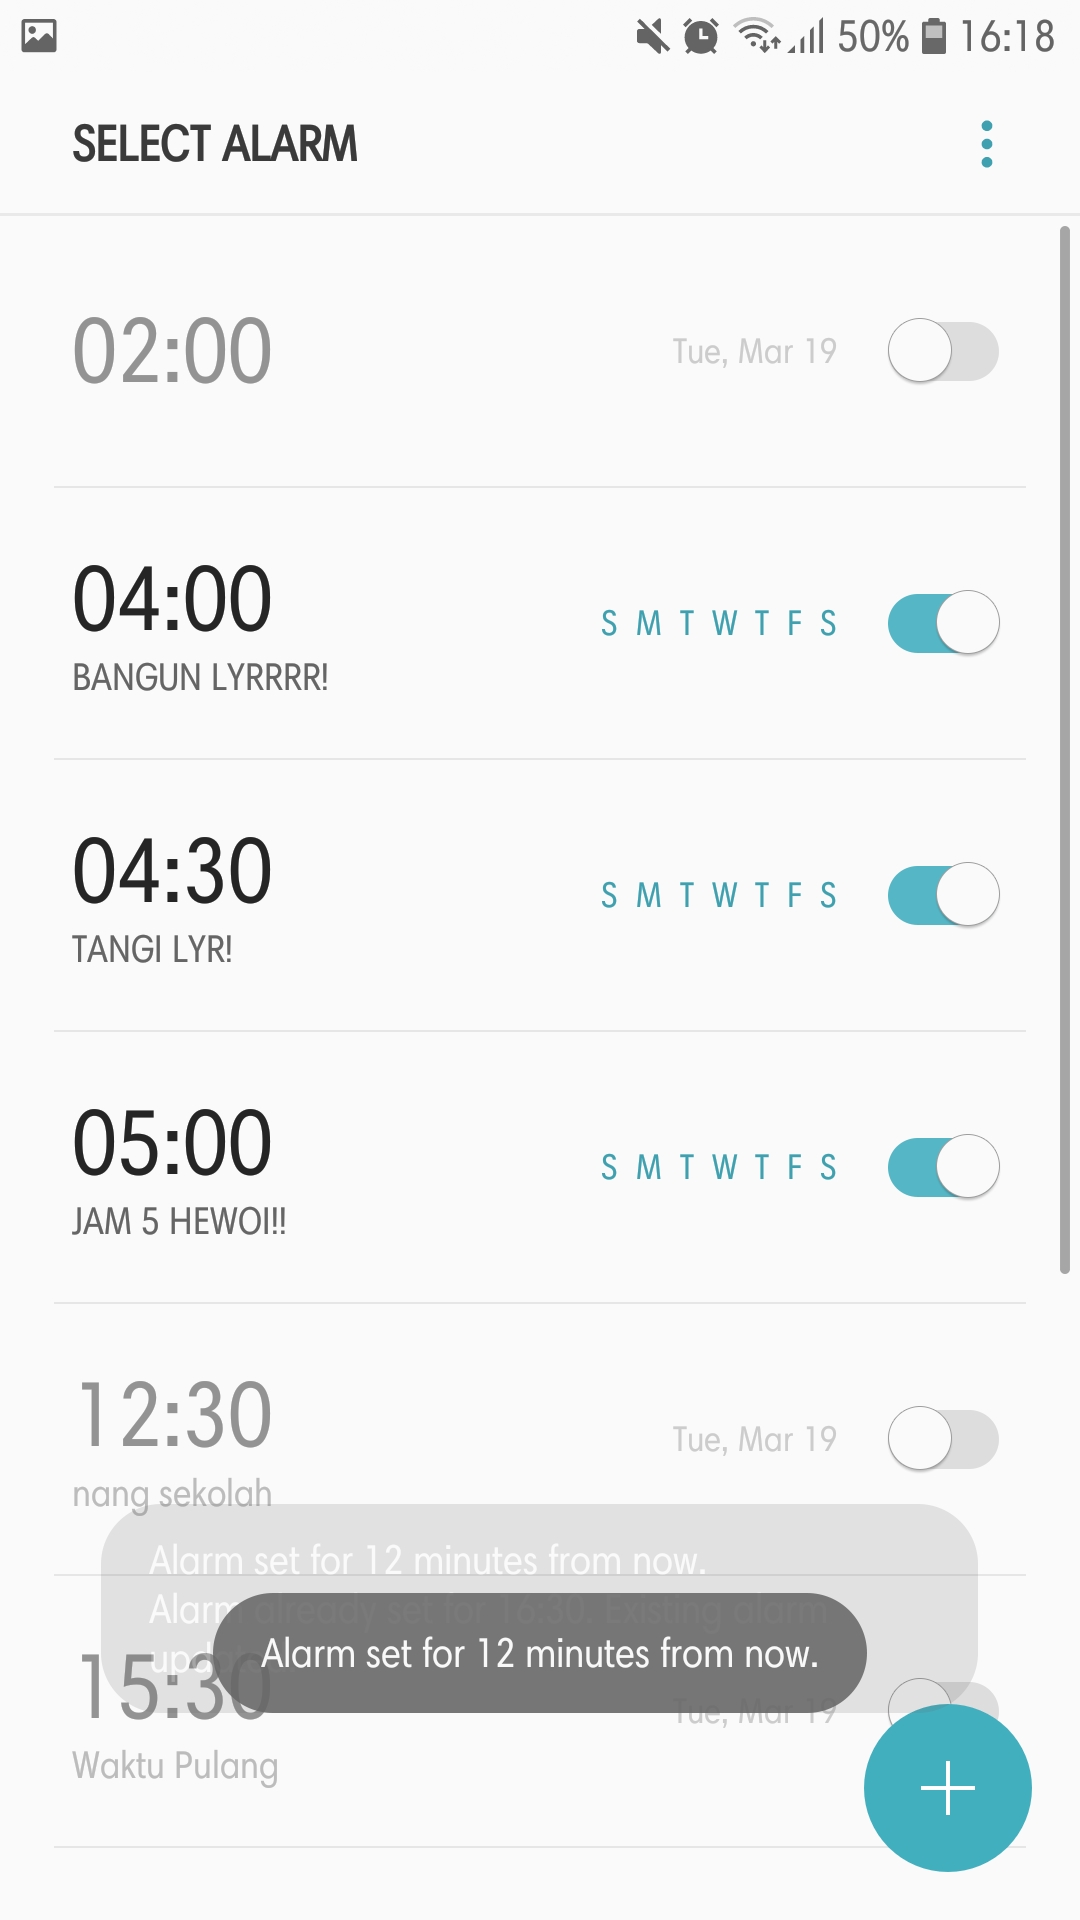 50% 16:18
SELECT ALARM
02:00 Tue, Mar 19
04:00 S M T W T F S
BANGUN LYRRRR!
04:30 S M T W T F S
TANGI LYR!
05:00 S M T W T F S
JAM 5 HEWOI!!
12:30 Tue, Mar 19
nang sekolah
Alarm set for 12 minutes from now.
Alarm already set for 16:30. Existing alarm
Alarm set for 12 minutes from now.
15:30 Tue, Mar 19
Waktu Pulang